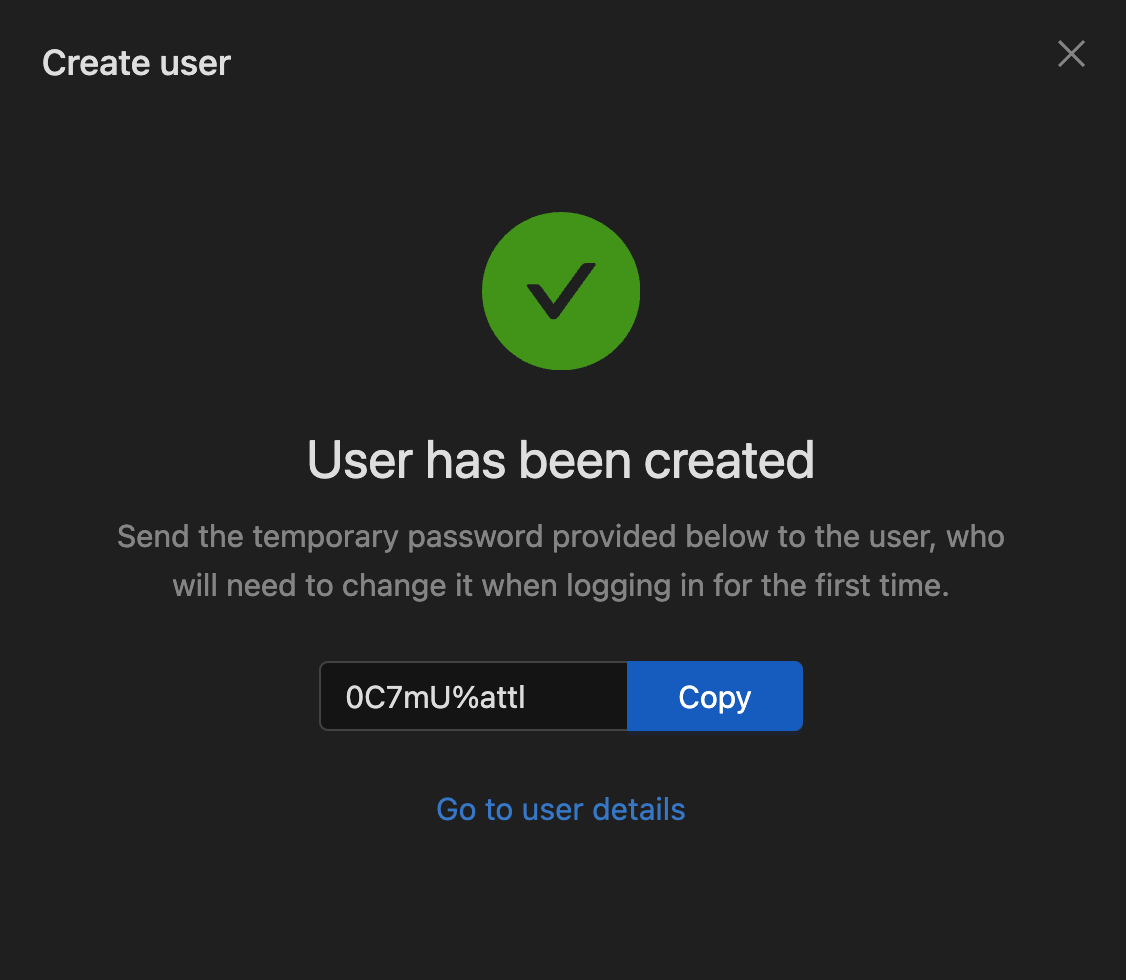 Create user
User has been created
Send the temporary password provided below to the user, who
will need to change it when logging in for the first time.
0C7mU%attl
Copy
Go to user details